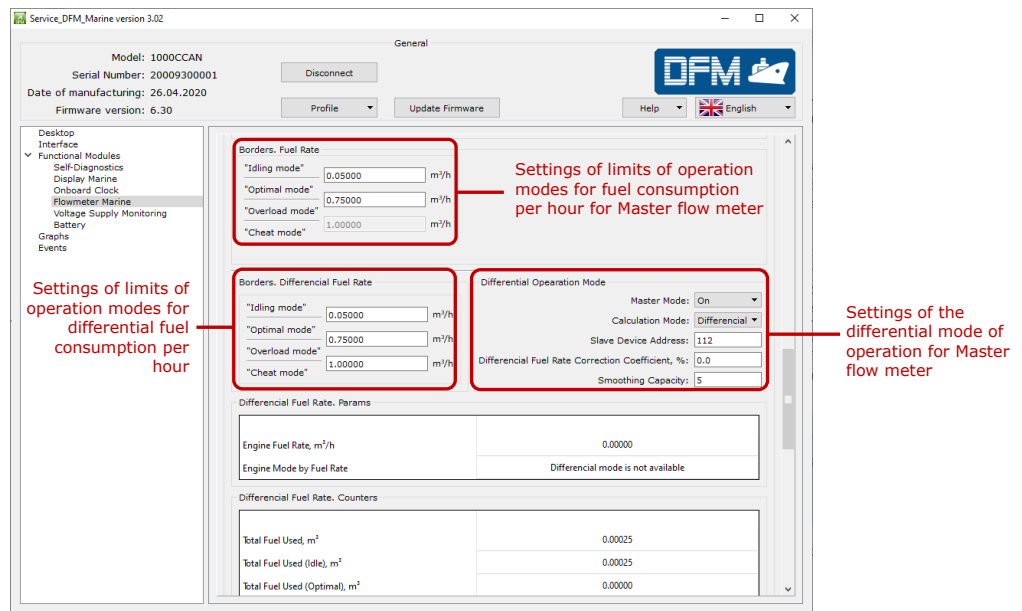 Service_DFM_Marine version 3.02
General
Model: 1000CCAN
Serial Number: 20009300001
Date of manufacturing: 26.04.2020
Firmware version: 6.30
Disconnect
Profile
Update Firmware
DFM
Help
English
Desktop
Interface
Functional Modules
Self-Diagnostics
Display Marine
Onboard Clock
Flowmeter Marine
Voltage Supply Monitoring
Battery
Graphs
Events
Borders. Fuel Rate
"Idling mode"
0.05000 m³/h
"Optimal mode"
0.75000 m³/h
"Overload mode"
1.00000 m³/h
"Cheat mode"
Settings of limits of operation
modes for fuel consumption
per hour for Master flow meter
Settings of limits of
operation modes for
differential fuel
consumption per
hour
Borders. Differencial Fuel Rate
"Idling mode"
0.05000 m³/h
"Optimal mode"
0.75000 m³/h
"Overload mode"
1.00000 m³/h
"Cheat mode"
Differential Opearation Mode
Master Mode: On
Calculation Mode: Differencial
Slave Device Address: 112
Differencial Fuel Rate Correction Coefficient, %: 0.0
Smoothing Capacity: 5
Settings of the
differential mode of
operation for Master
flow meter
Differencial Fuel Rate. Params
Engine Fuel Rate, m³/h 0.00000
Engine Mode by Fuel Rate Differencial mode is not available
Differencial Fuel Rate. Counters
Total Fuel Used, m³ 0.00025
Total Fuel Used (Idle), m³ 0.00025
Total Fuel Used (Optimal), m³ 0.00000